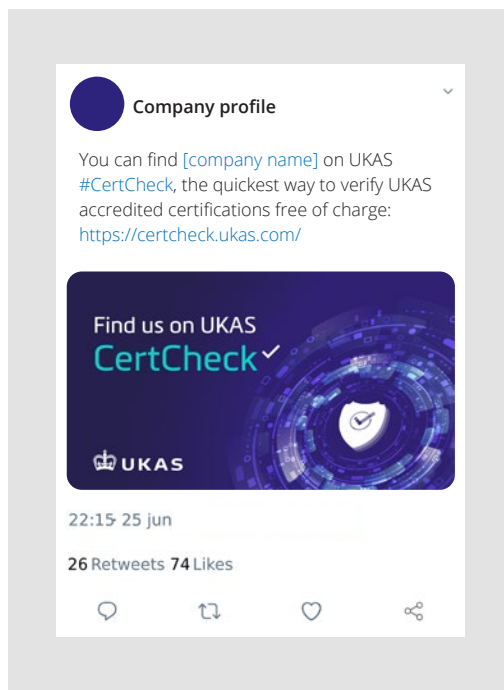 Company profile
You can find [company name] on UKAS
#CertCheck, the quickest way to verify UKAS
accredited certifications free of charge:
https://certcheck.ukas.com/
Find us on UKAS
CertCheck
UKAS
22:15· 25 jun
26 Retweets 74 Likes